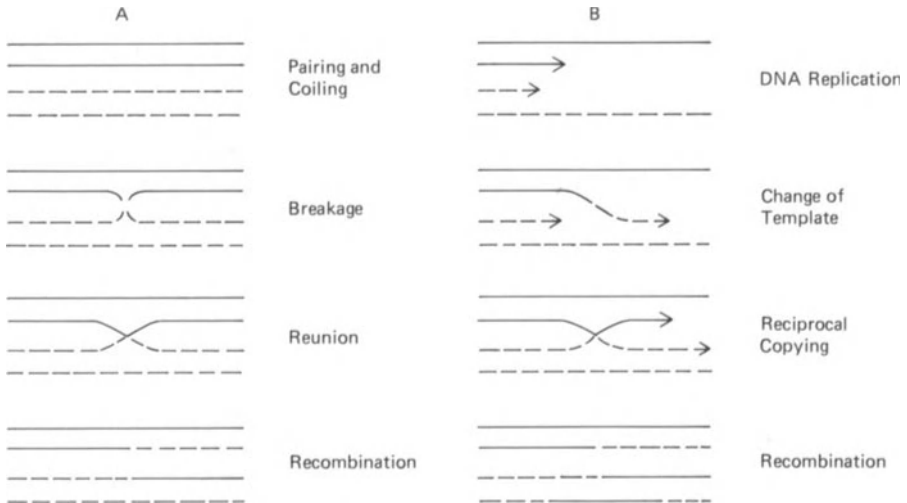 A
Pairing and
Coiling
Breakage
Reunion
Recombination
B
DNA Replication
Change of
Template
Reciprocal
Copying
Recombination